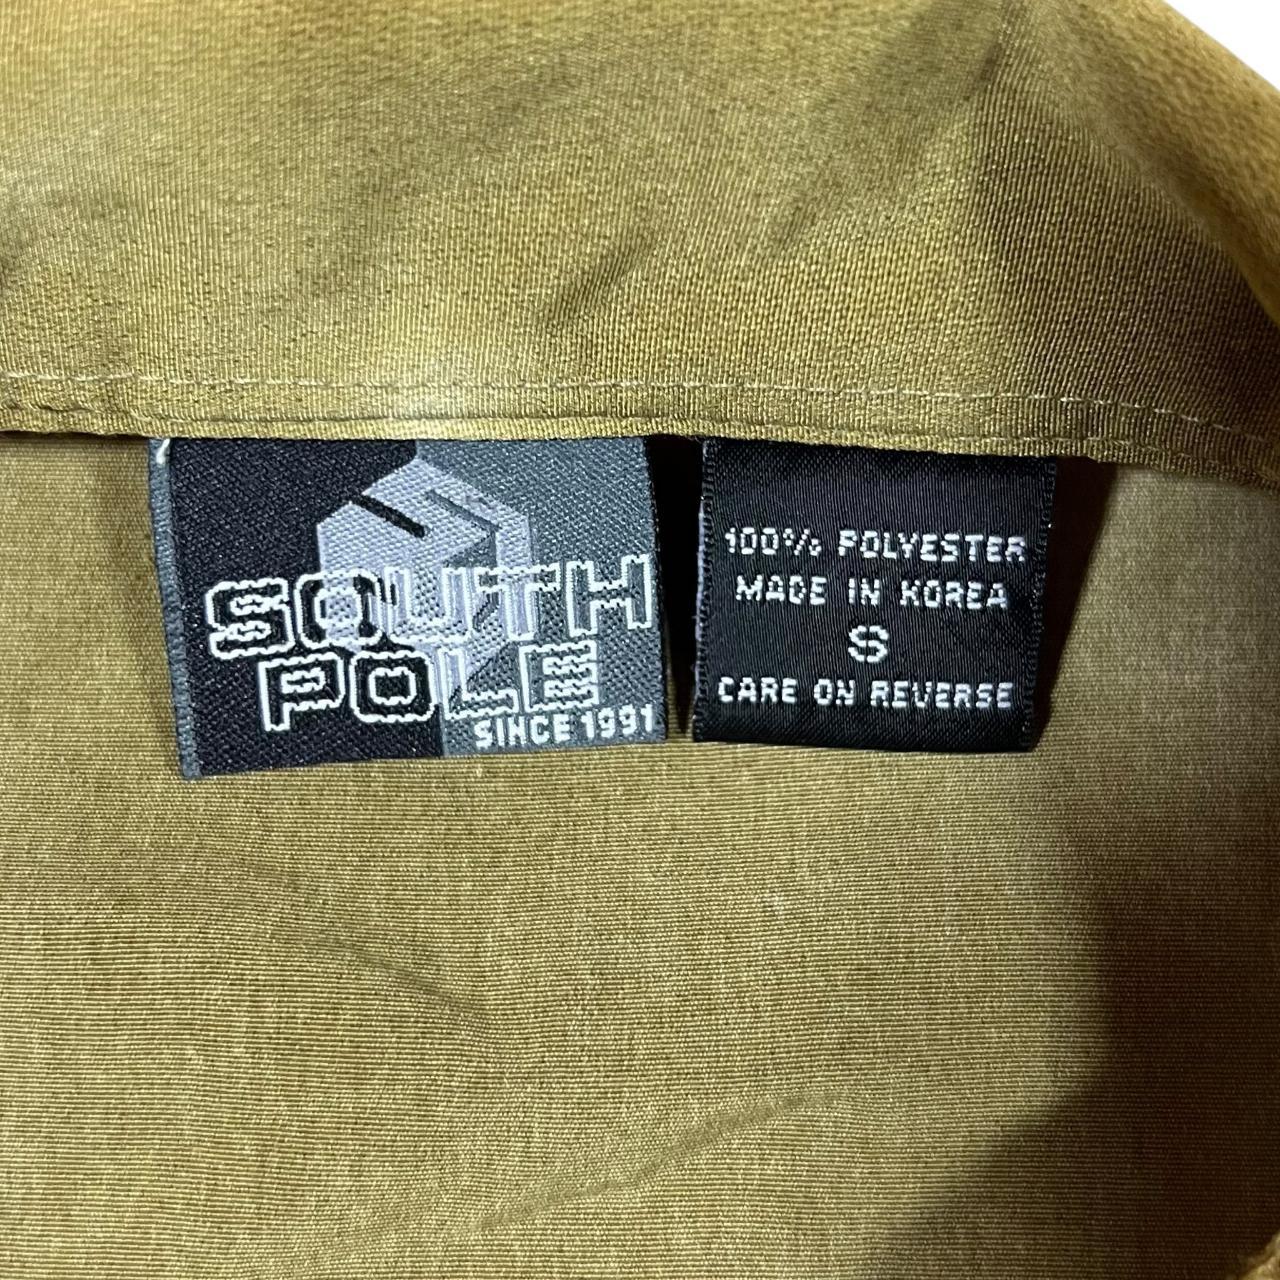 SOUTH
POLE
SINCE 1991
100% POLYESTER
MADE IN KOREA
S
CARE ON REVERSE